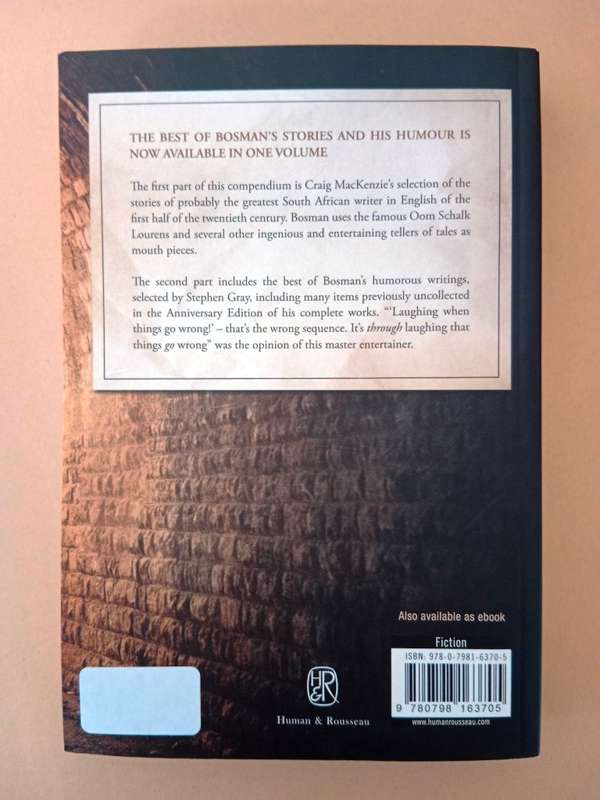 THE BEST OF BOSMAN'S STORIES AND HIS HUMOUR IS
NOW AVAILABLE IN ONE VOLUME
The first part of this compendium is Craig MacKenzie's selection of the
stories of probably the greatest South African writer in English of the
first half of the twentieth century. Bosman uses the famous Oom Schalk
Lourens and several other ingenious and entertaining tellers of tales as
mouth pieces.
The second part includes the best of Bosman's humorous writings,
selected by Stephen Gray, including many items previously uncollected
in the Anniversary Edition of his complete works. "'Laughing when
things go wrong!' – that's the wrong sequence. It's through laughing that
things go wrong" was the opinion of this master entertainer.
Also available as ebook
Fiction
ISBN: 978-0-7981-6370-5
9 780798 163705
www.humanrousseau.com
H&R
Human & Rousseau